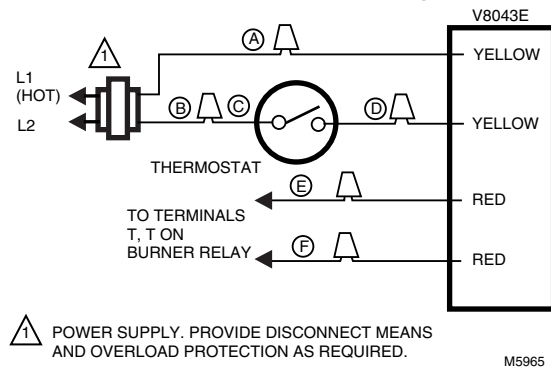 V8043E
A
1
YELLOW
L1
(HOT)
B
C
D
L2
YELLOW
THERMOSTAT
E
RED
TO TERMINALS
T, T ON
BURNER RELAY
F
RED
1 POWER SUPPLY. PROVIDE DISCONNECT MEANS
AND OVERLOAD PROTECTION AS REQUIRED.
M5965